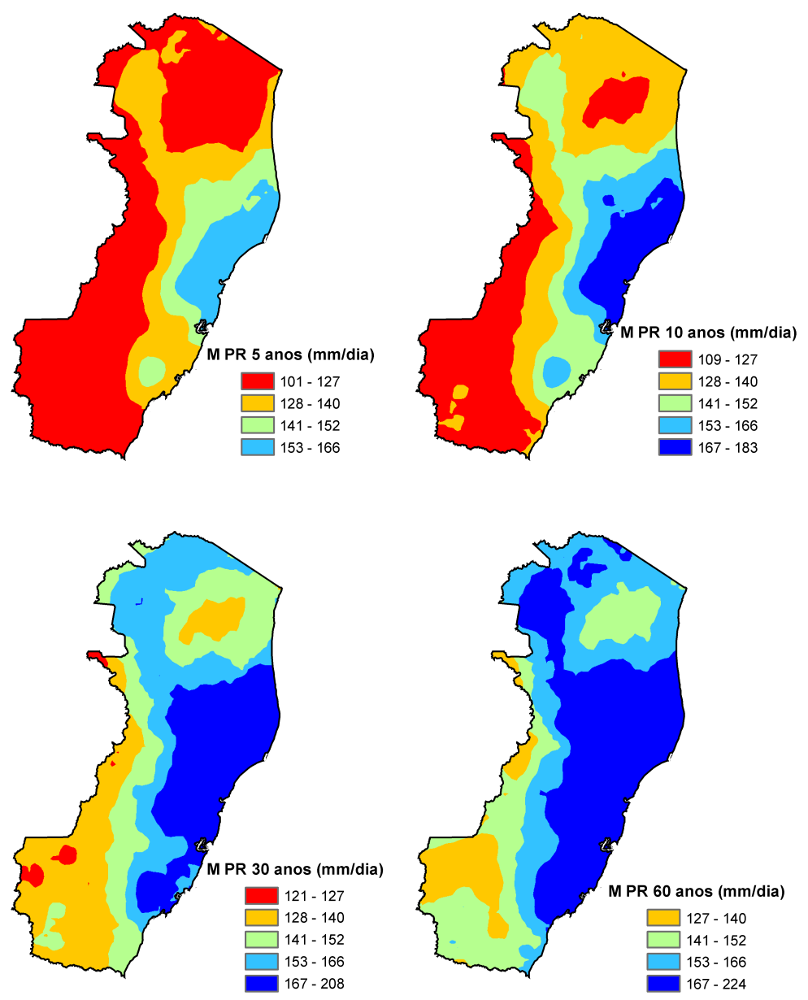 M PR 5 anos (mm/dia)
101 - 127
128 - 140
141 - 152
153 - 166
M PR 10 anos (mm/dia)
109 - 127
128 - 140
141 - 152
153 - 166
167 - 183
M PR 30 anos (mm/dia)
121 - 127
128 - 140
141 - 152
153 - 166
167 - 208
M PR 60 anos (mm/dia)
127 - 140
141 - 152
153 - 166
167 - 224